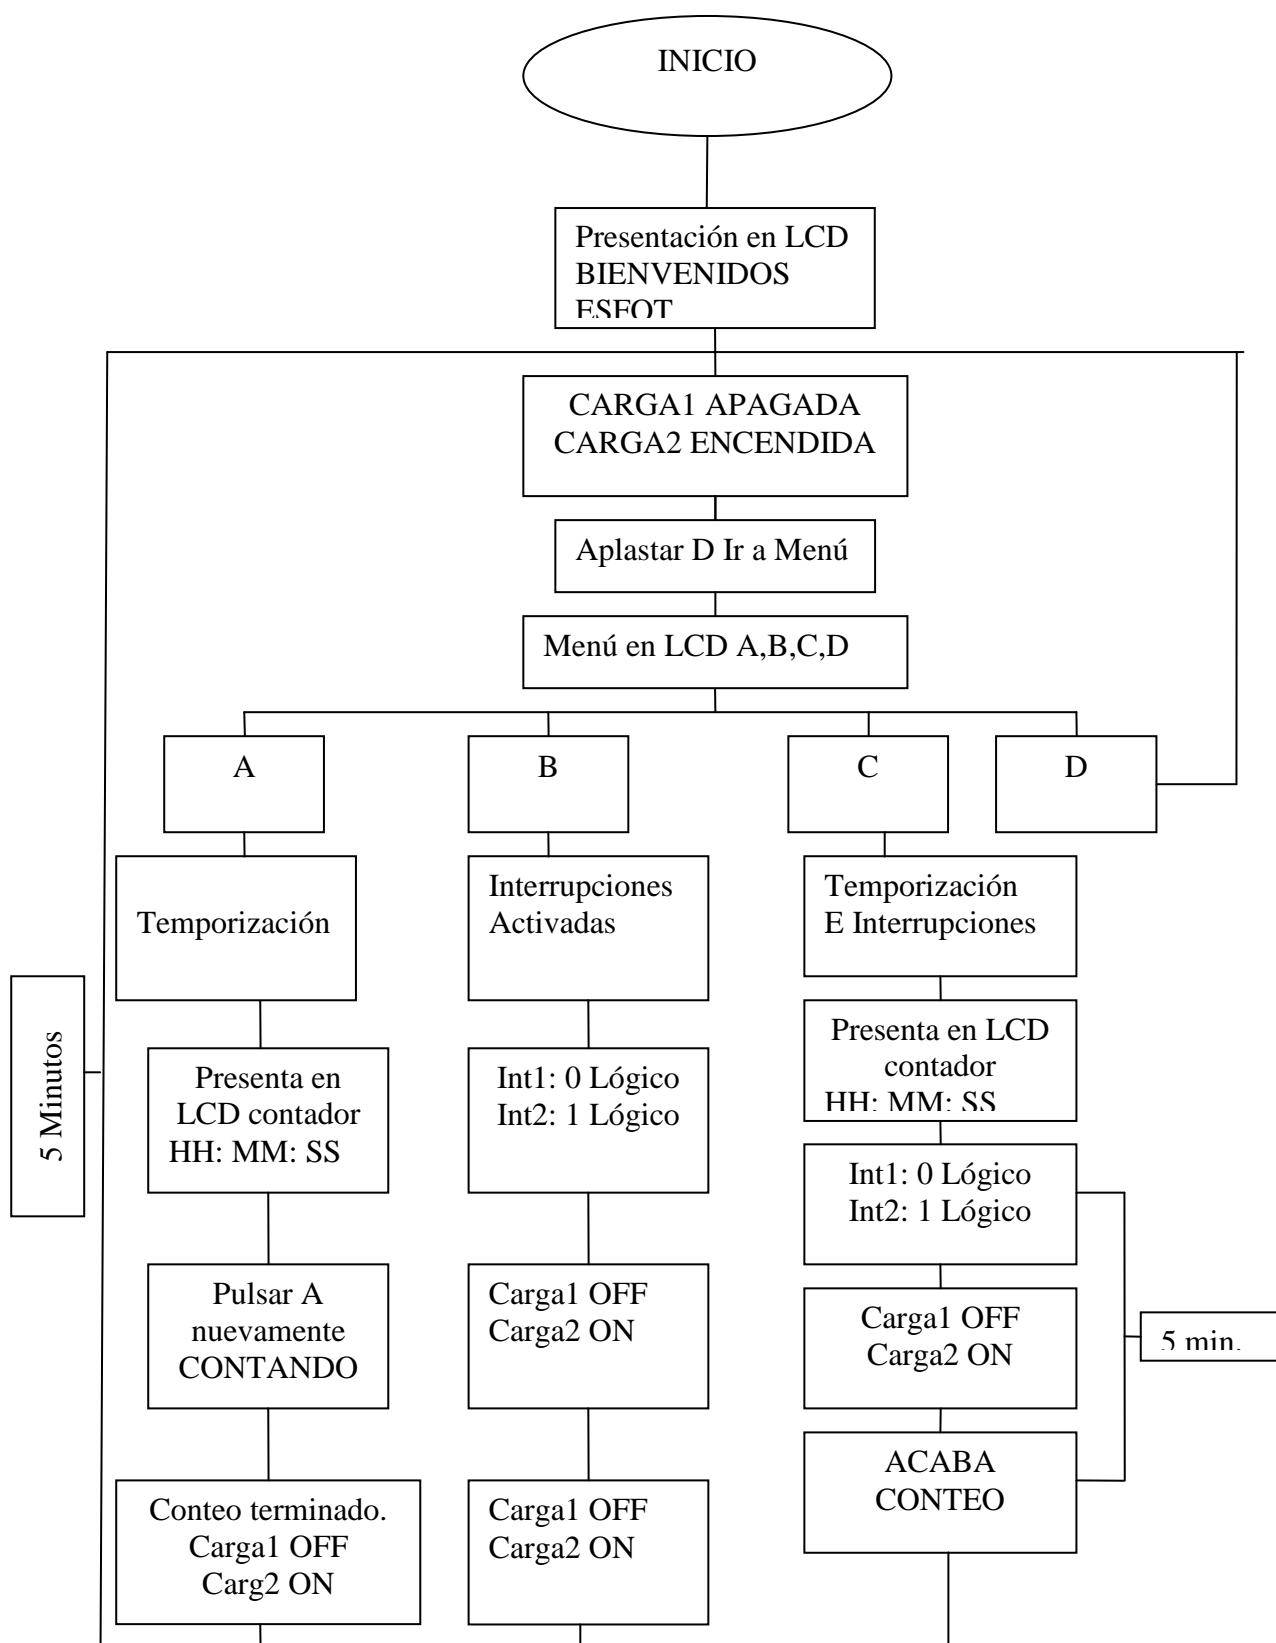 INICIO
Presentación en LCD
BIENVENIDOS
ESFOT
CARGA1 APAGADA
CARGA2 ENCENDIDA
Aplastar D Ir a Menú
Menú en LCD A,B,C,D
A
B
C
D
Temporización
Interrupciones
Activadas
Temporización
E Interrupciones
5 Minutos
Presenta en
LCD contador
HH: MM: SS
Int1: 0 Lógico
Int2: 1 Lógico
Presenta en LCD
contador
HH: MM: SS
Int1: 0 Lógico
Int2: 1 Lógico
Pulsar A
nuevamente
CONTANDO
Carga1 OFF
Carga2 ON
Carga1 OFF
Carga2 ON
5 min.
Conteo terminado.
Carga1 OFF
Carg2 ON
Carga1 OFF
Carga2 ON
ACABA
CONTEO